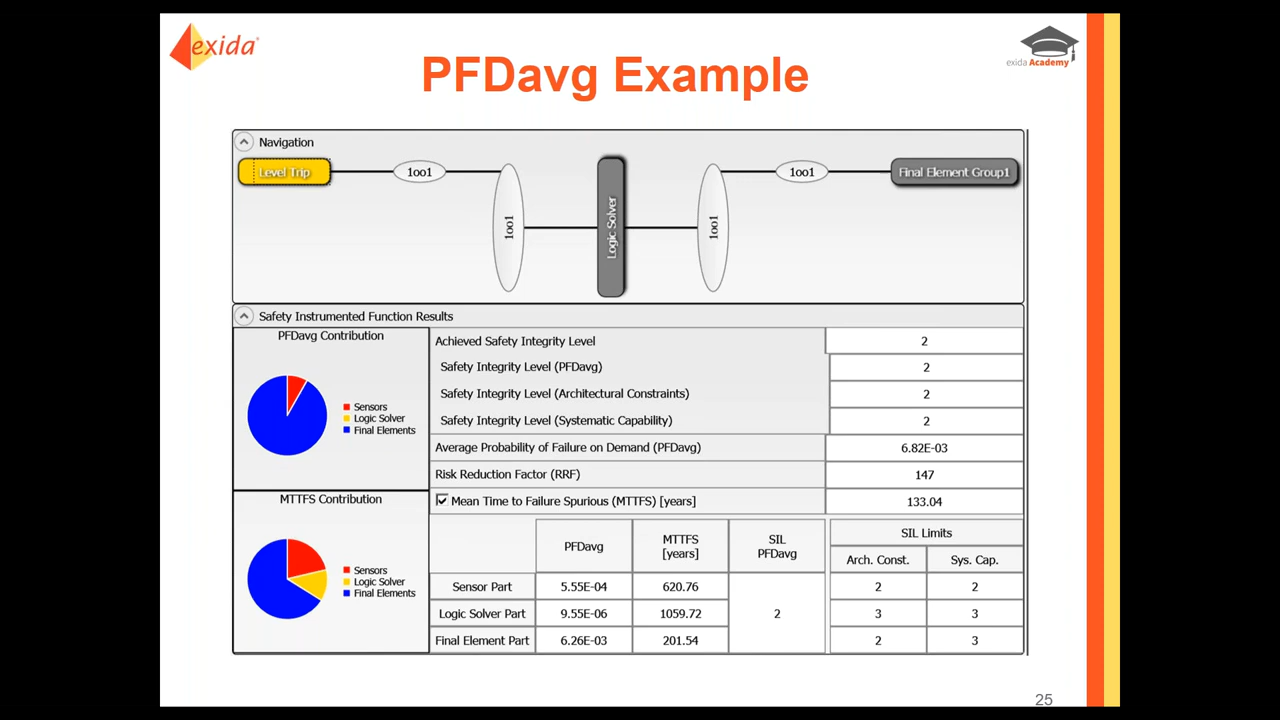 exida
exida Academy
PFDavg Example
Navigation
Level Trip
1oo1
1oo1
Logic Solver
1oo1
1oo1
Final Element Group1
Safety Instrumented Function Results
PFDavg Contribution
Sensors
Logic Solver
Final Elements
MTTFS Contribution
Sensors
Logic Solver
Final Elements
Achieved Safety Integrity Level 2
Safety Integrity Level (PFDavg) 2
Safety Integrity Level (Architectural Constraints) 2
Safety Integrity Level (Systematic Capability) 2
Average Probability of Failure on Demand (PFDavg) 6.82E-03
Risk Reduction Factor (RRF) 147
Mean Time to Failure Spurious (MTTFS) [years] 133.04
PFDavg
MTTFS
[years]
SIL
PFDavg
SIL Limits
Arch. Const. Sys. Cap.
Sensor Part 5.55E-04 620.76 2 2
Logic Solver Part 9.55E-06 1059.72 2 3 3
Final Element Part 6.26E-03 201.54 2 3
25